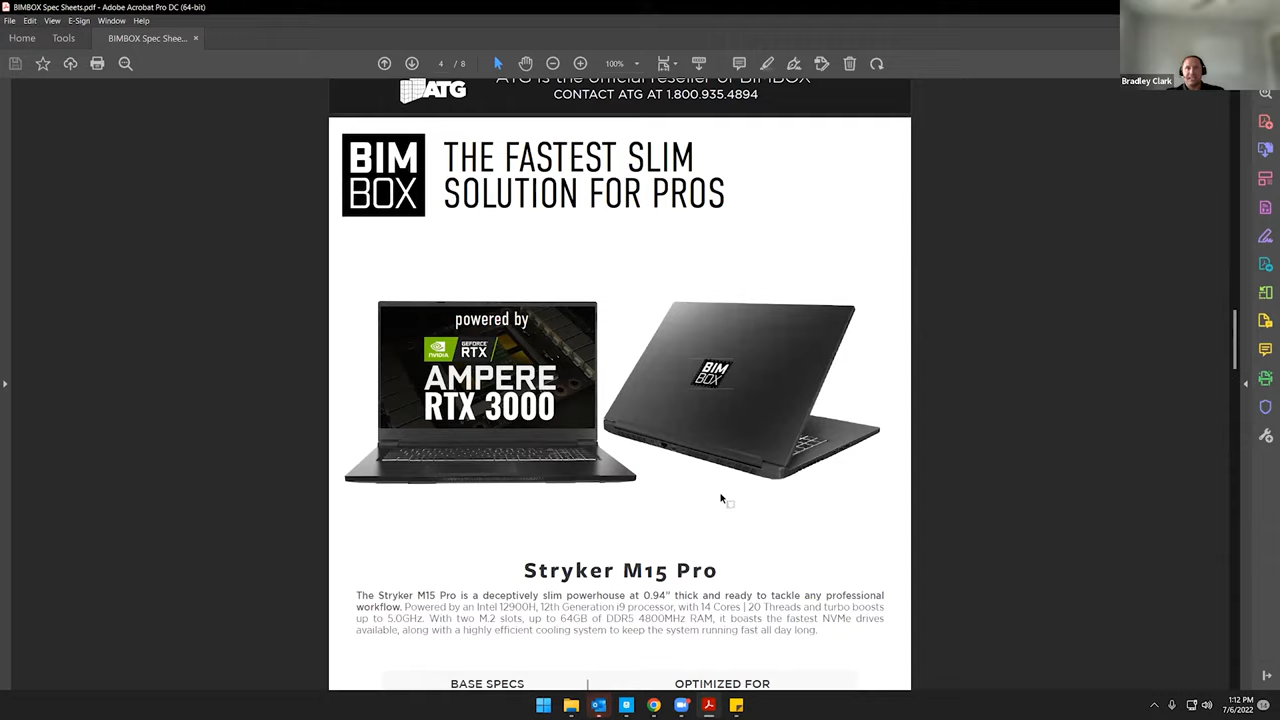 BIMBOX Spec Sheets.pdf - Adobe Acrobat Pro DC (64-bit)
File Edit View E-Sign Window Help
Home Tools BIMBOX Spec Shee... ×
4 / 8 100%
Bradley Clark
ATG
ATG is the official reseller of BIMBOX
CONTACT ATG AT 1.800.935.4894
BIM
BOX
THE FASTEST SLIM
SOLUTION FOR PROS
powered by
NVIDIA GEFORCE RTX
AMPERE
RTX 3000
BIM
BOX
Stryker M15 Pro
The Stryker M15 Pro is a deceptively slim powerhouse at 0.94" thick and ready to tackle any professional
workflow. Powered by an Intel 12900H, 12th Generation i9 processor, with 14 Cores | 20 Threads and turbo boosts
up to 5.0GHz. With two M.2 slots, up to 64GB of DDR5 4800MHz RAM, it boasts the fastest NVMe drives
available, along with a highly efficient cooling system to keep the system running fast all day long.
BASE SPECS | OPTIMIZED FOR
1:12 PM
7/6/2022